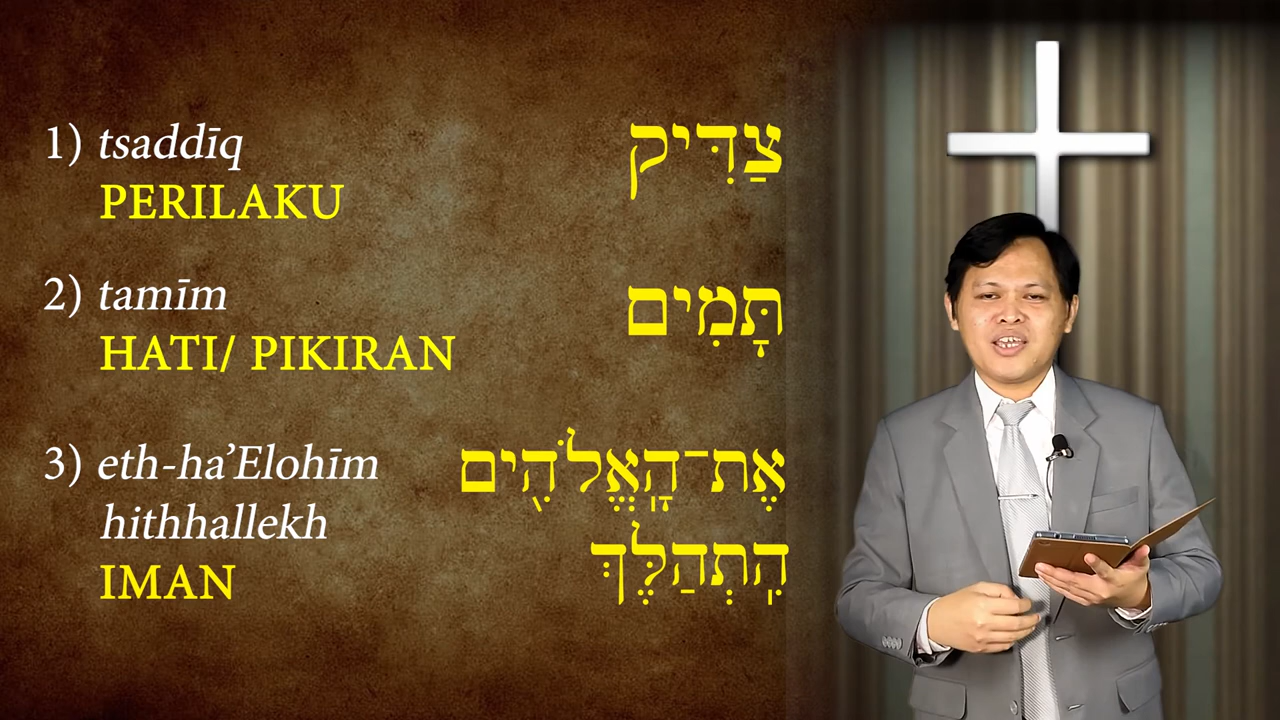 1) tsaddīq צַדִּיק
PERILAKU
2) tamīm תָּמִים
HATI/ PIKIRAN
3) eth-ha’Elohīm אֶת־הָֽאֱלֹהִ֖ים
hithhallekh הִֽתְהַלֶּךְ
IMAN